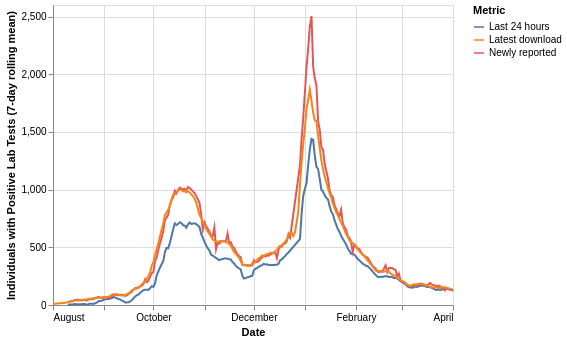 Individuals with Positive Lab Tests (7-day rolling mean)
2,500
2,000
1,500
1,000
500
0
August October December February April
Date
Metric
Last 24 hours
Latest download
Newly reported